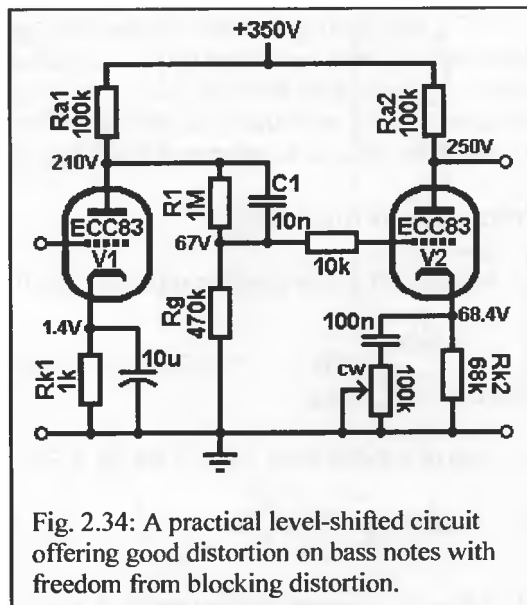 +350V
Ra1
100k
Ra2
100k
210V
250V
R1
1M
C1
10n
ECC83
V1
67V
10k
ECC83
V2
Rg
470k
1.4V
100n
68.4V
Rk1
1k
10u
cw
100k
Rk2
68k
Fig. 2.34: A practical level-shifted circuit
offering good distortion on bass notes with
freedom from blocking distortion.